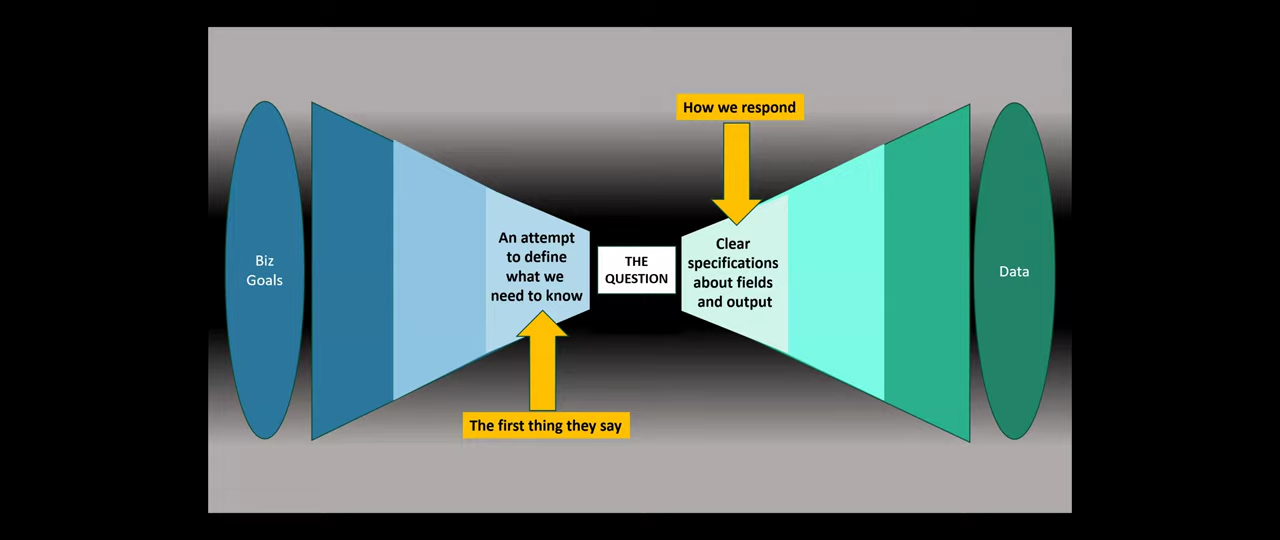 How we respond
Biz
Goals
An attempt
to define
what we
need to know
THE
QUESTION
Clear
specifications
about fields
and output
Data
The first thing they say